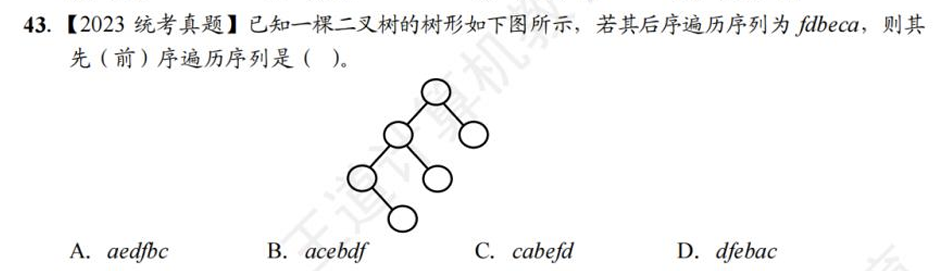 43.【2023 统考真题】已知一棵二叉树的树形如下图所示，若其后序遍历序列为 fdbeca，则其
先（前）序遍历序列是（ ）。
A. aedfbc B. acebdf C. cabefd D. dfebac